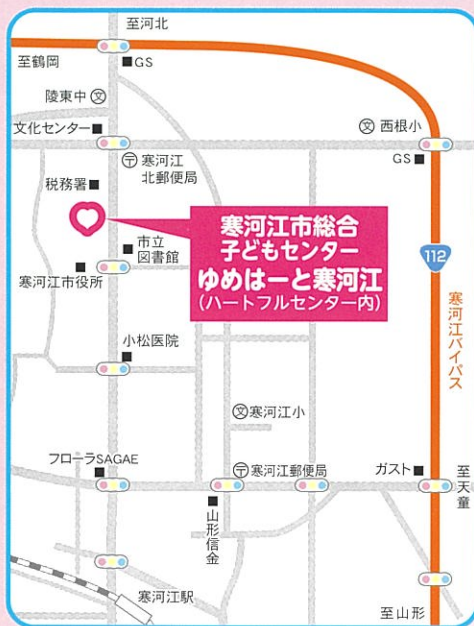 至河北
至鶴岡
GS
陵東中 文
文化センター
文 西根小
〒寒河江
北郵便局
GS
税務署
寒河江市総合
子どもセンター
ゆめはーと寒河江
(ハートフルセンター内)
市立
図書館
寒河江市役所
112
寒河江バイパス
小松医院
文寒河江小
フローラSAGAE
〒寒河江郵便局
ガスト
至天童
山形信金
寒河江駅
至山形